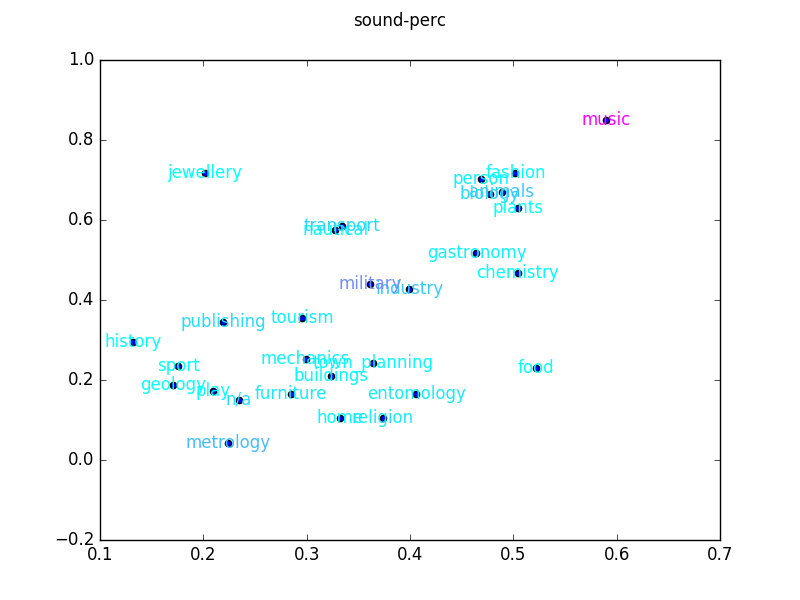 sound-perc
1.0
0.8
0.6
0.4
0.2
0.0
−0.2
music
jewellery
fashion
person
animals
biology
plants
transport
nautical
gastronomy
chemistry
military
industry
publishing
tourism
history
sport
mechanics
town_planning
food
buildings
geology
play
n/a
furniture
entomology
home
religion
metrology
0.1 0.2 0.3 0.4 0.5 0.6 0.7